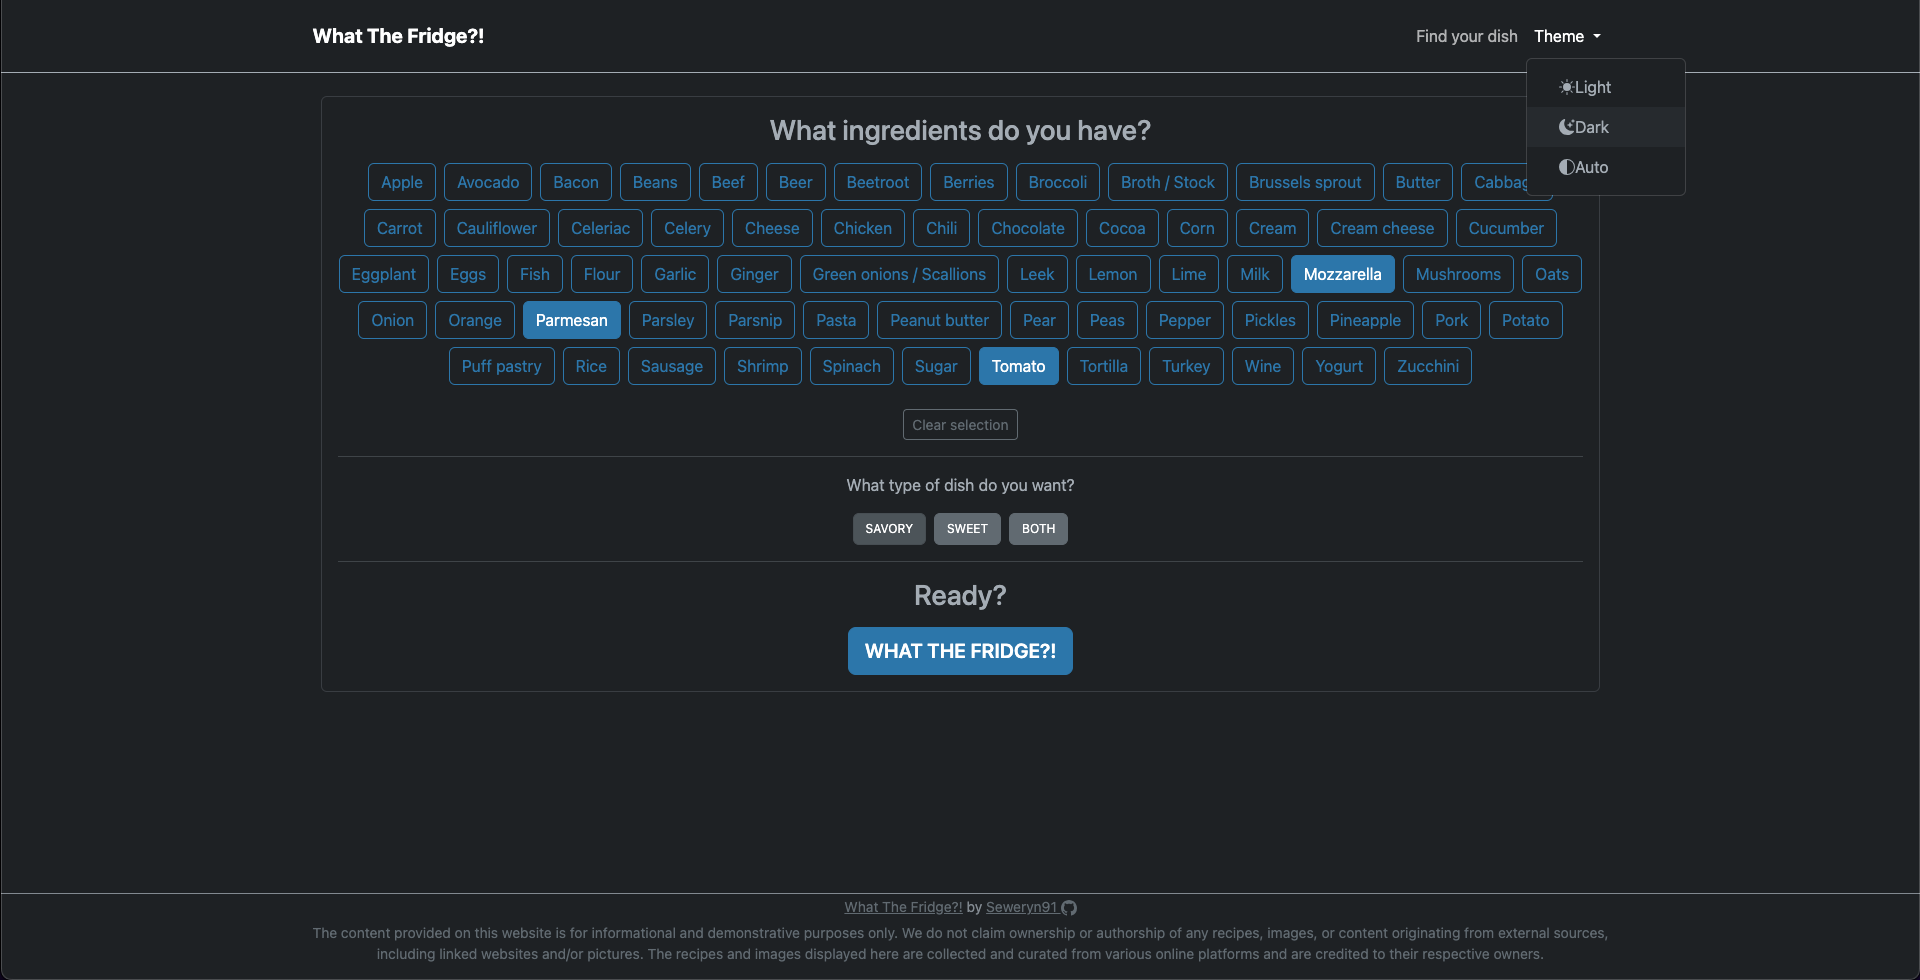 What The Fridge?!
Find your dish Theme
Light
Dark
Auto
What ingredients do you have?
Apple Avocado Bacon Beans Beef Beer Beetroot Berries Broccoli Broth / Stock Brussels sprout Butter Cabbag
Carrot Cauliflower Celeriac Celery Cheese Chicken Chili Chocolate Cocoa Corn Cream Cream cheese Cucumber
Eggplant Eggs Fish Flour Garlic Ginger Green onions / Scallions Leek Lemon Lime Milk Mozzarella Mushrooms Oats
Onion Orange Parmesan Parsley Parsnip Pasta Peanut butter Pear Peas Pepper Pickles Pineapple Pork Potato
Puff pastry Rice Sausage Shrimp Spinach Sugar Tomato Tortilla Turkey Wine Yogurt Zucchini
Clear selection
What type of dish do you want?
SAVORY SWEET BOTH
Ready?
WHAT THE FRIDGE?!
What The Fridge?! by Seweryn91
The content provided on this website is for informational and demonstrative purposes only. We do not claim ownership or authorship of any recipes, images, or content originating from external sources,
including linked websites and/or pictures. The recipes and images displayed here are collected and curated from various online platforms and are credited to their respective owners.